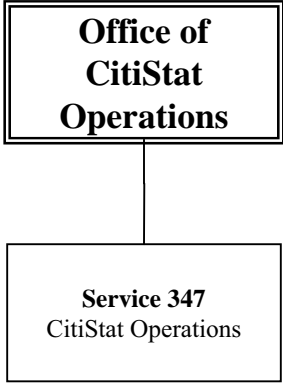 Office of
CitiStat
Operations
Service 347
CitiStat Operations